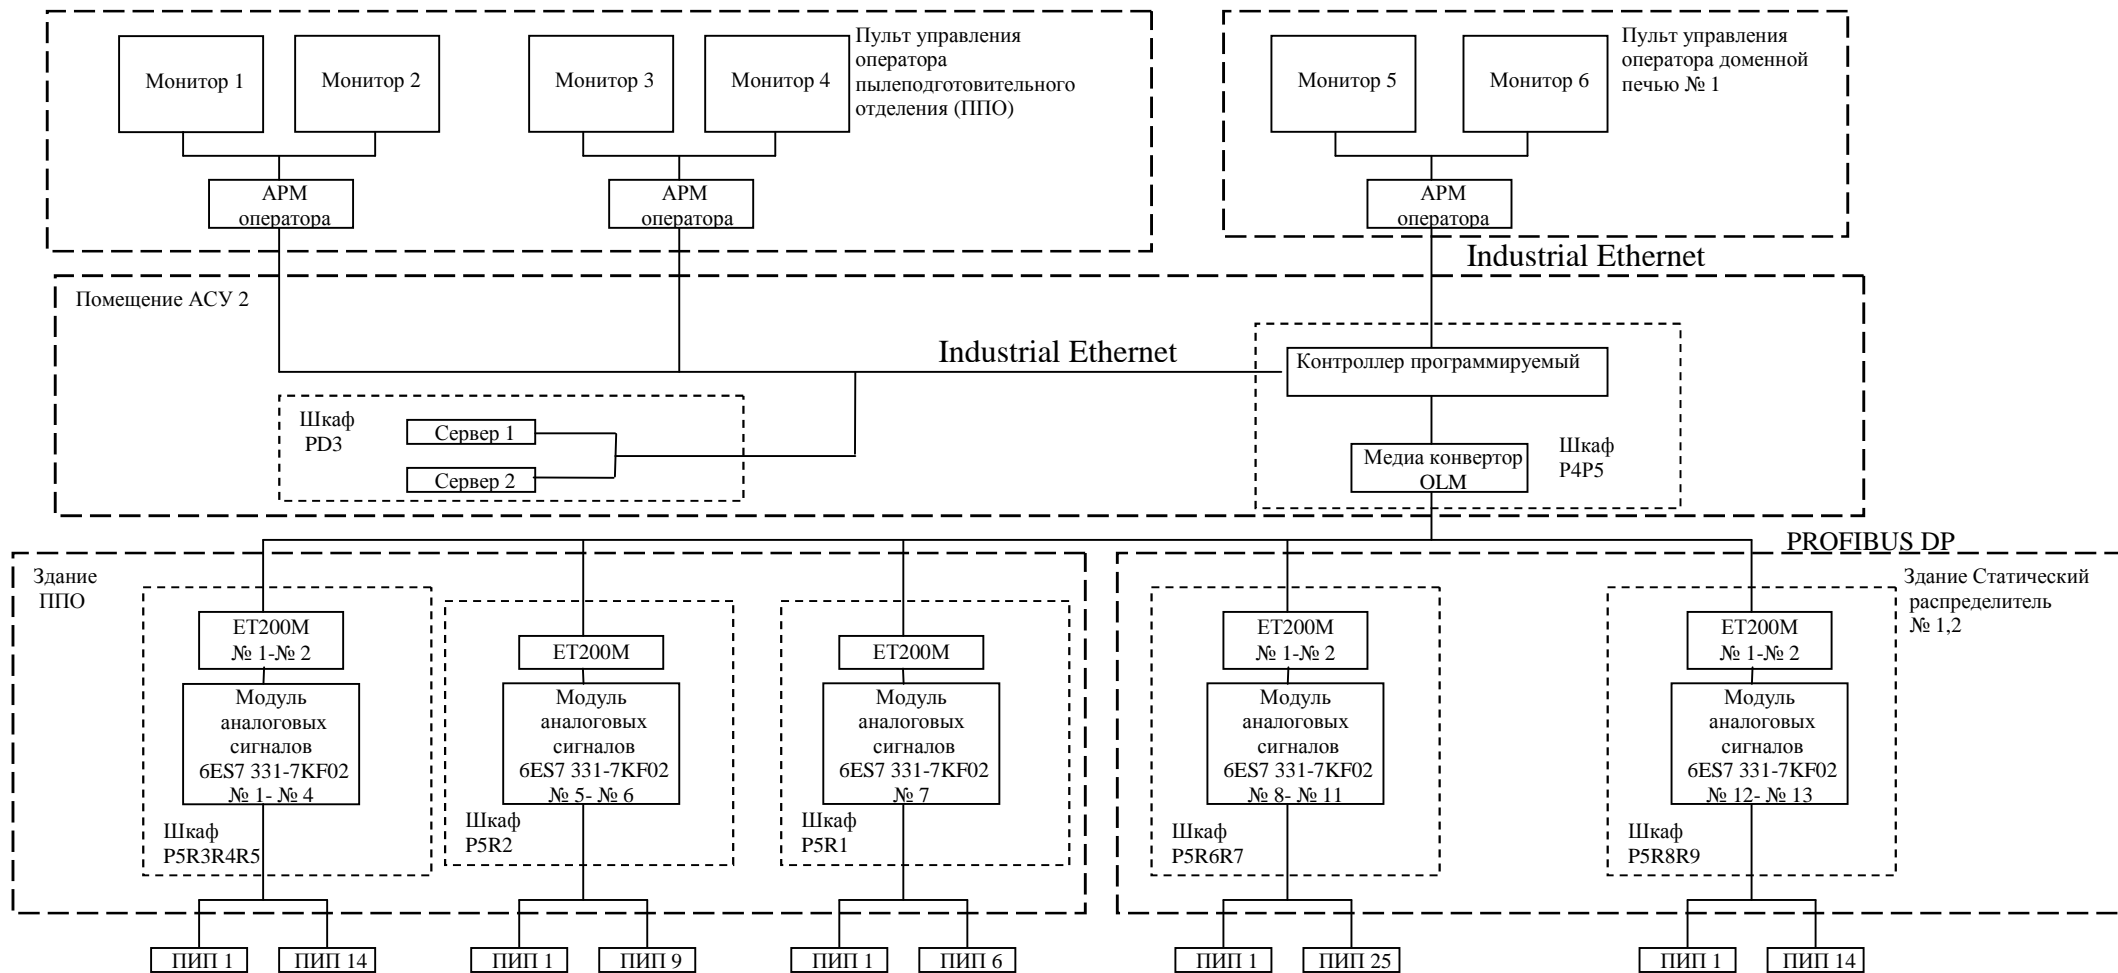 Монитор 1
Монитор 2
Монитор 3
Монитор 4
Пульт управления
оператора
пылеподготовительного
отделения (ППО)
Монитор 5
Монитор 6
Пульт управления
оператора доменной
печью № 1
АРМ
оператора
АРМ
оператора
АРМ
оператора
Industrial Ethernet
Помещение АСУ 2
Industrial Ethernet
Контроллер программируемый
Шкаф
PD3
Сервер 1
Сервер 2
Медиа конвертор
OLM
Шкаф
P4P5
PROFIBUS DP
Здание
ППО
Здание Статический
распределитель
№ 1,2
ET200M
№ 1-№ 2
Модуль
аналоговых
сигналов
6ES7 331-7KF02
№ 1- № 4
Шкаф
P5R3R4R5
ET200M
Модуль
аналоговых
сигналов
6ES7 331-7KF02
№ 5- № 6
Шкаф
P5R2
ET200M
Модуль
аналоговых
сигналов
6ES7 331-7KF02
№ 7
Шкаф
P5R1
ET200M
№ 1-№ 2
Модуль
аналоговых
сигналов
6ES7 331-7KF02
№ 8- № 11
Шкаф
P5R6R7
ET200M
№ 1-№ 2
Модуль
аналоговых
сигналов
6ES7 331-7KF02
№ 12- № 13
Шкаф
P5R8R9
ПИП 1
ПИП 14
ПИП 1
ПИП 9
ПИП 1
ПИП 6
ПИП 1
ПИП 25
ПИП 1
ПИП 14